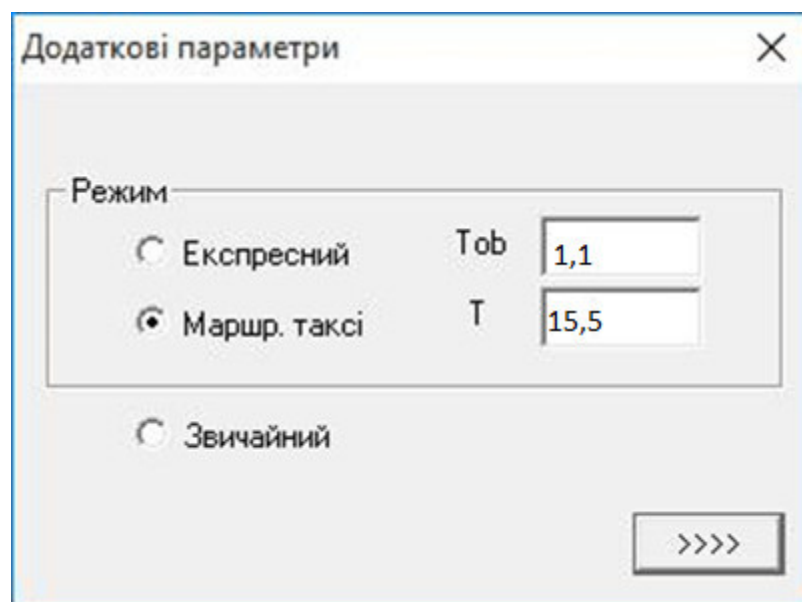 Додаткові параметри
Режим
Експресний Tob 1,1
Маршр. таксі T 15,5
Звичайний
>>>>